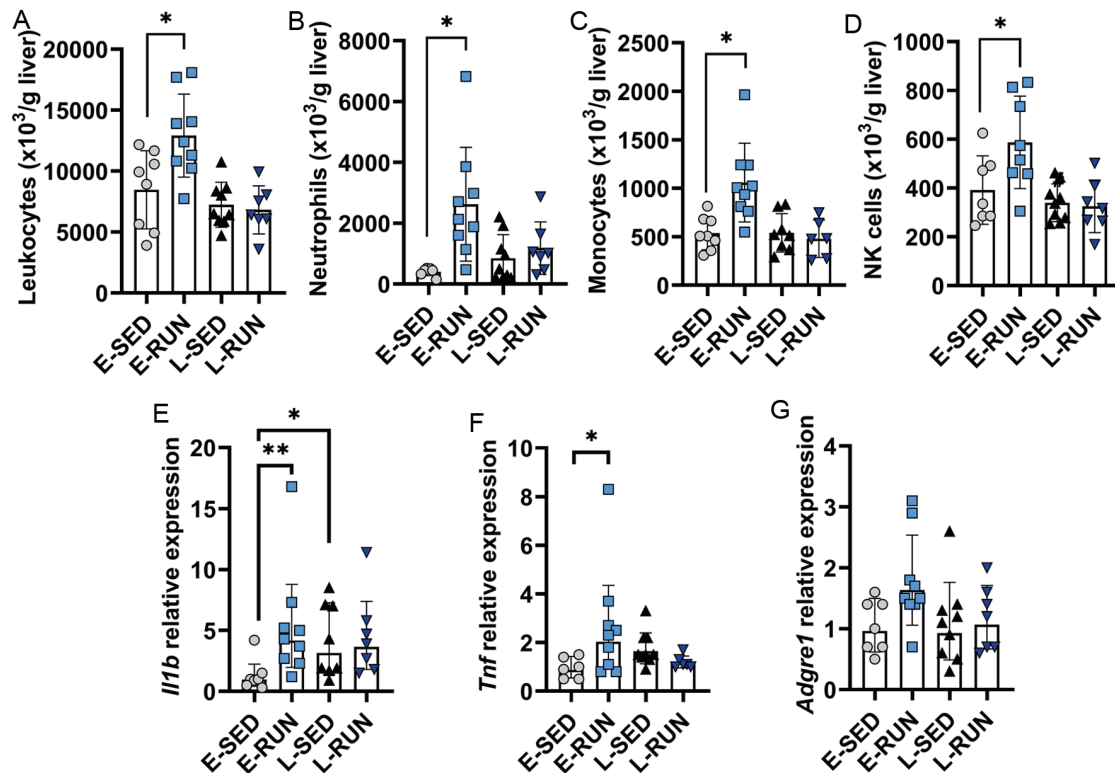 A
Leukocytes (x10³/g liver)
20000
15000
10000
5000
0
*
E-SED
E-RUN
L-SED
L-RUN
B
Neutrophils (x10³/g liver)
8000
6000
4000
2000
0
*
E-SED
E-RUN
L-SED
L-RUN
C
Monocytes (x10³/g liver)
2500
2000
1500
1000
500
0
*
E-SED
E-RUN
L-SED
L-RUN
D
NK cells (x10³/g liver)
1000
800
600
400
200
0
*
E-SED
E-RUN
L-SED
L-RUN
E
Il1b relative expression
20
15
10
5
0
**
*
E-SED
E-RUN
L-SED
L-RUN
F
Tnf relative expression
10
8
6
4
2
0
*
E-SED
E-RUN
L-SED
L-RUN
G
Adgre1 relative expression
4
3
2
1
0
E-SED
E-RUN
L-SED
L-RUN